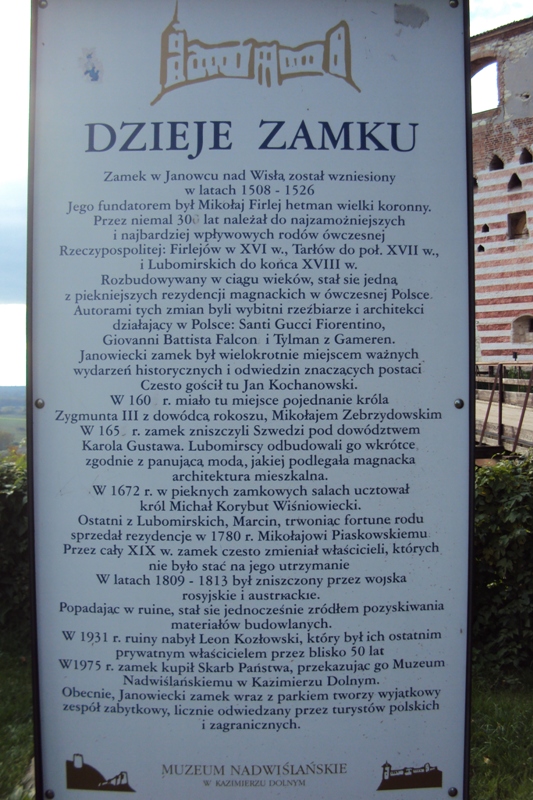 DZIEJE ZAMKU
Zamek w Janowcu nad Wisłą został wzniesiony
w latach 1508 - 1526
Jego fundatorem był Mikołaj Firlej hetman wielki koronny.
Przez niemal 300 lat należał do najzamożniejszych
i najbardziej wpływowych rodów ówczesnej
Rzeczypospolitej: Firlejów w XVI w., Tarłów do poł. XVII w.,
i Lubomirskich do końca XVIII w.
Rozbudowywany w ciągu wieków, stał się jedną
z piekniejszych rezydencji magnackich w ówczesnej Polsce.
Autorami tych zmian byli wybitni rzeźbiarze i architekci
działający w Polsce: Santi Gucci Fiorentino,
Giovanni Battista Falcon i Tylman z Gameren.
Janowiecki zamek był wielokrotnie miejscem ważnych
wydarzeń historycznych i odwiedzin znaczących postaci
Często gościł tu Jan Kochanowski.
W 160 r. miało tu miejsce pojednanie króla
Zygmunta III z dowódcą rokoszu, Mikołajem Zebrzydowskim
W 165 r. zamek zniszczyli Szwedzi pod dowództwem
Karola Gustawa. Lubomirscy odbudowali go wkrótce,
zgodnie z panującą modą, jakiej podlegała magnacka
architektura mieszkalna.
W 1672 r. w pieknych zamkowych salach ucztował
król Michał Korybut Wiśniowiecki.
Ostatni z Lubomirskich, Marcin, trwoniąc fortune rodu
sprzedał rezydencje w 1780 r. Mikołajowi Piaskowskiemu
Przez cały XIX w. zamek czesto zmieniał właścicieli, których
nie było stać na jego utrzymanie
W latach 1809 - 1813 był zniszczony przez wojska
rosyjskie i austriackie.
Popadając w ruine, stał sie jednocześnie zródłem pozyskiwania
materiałów budowlanych.
W 1931 r. ruiny nabył Leon Kozłowski, który był ich ostatnim
prywatnym właścicielem przez blisko 50 lat
W1975 r. zamek kupił Skarb Państwa, przekazując go Muzeum
Nadwiślańskiemu w Kazimierzu Dolnym.
Obecnie, Janowiecki zamek wraz z parkiem tworzy wyjątkowy
zespół zabytkowy, licznie odwiedzany przez turystów polskich
i zagranicznych.
MUZEUM NADWIŚLAŃSKIE
W KAZIMIERZU DOLNYM